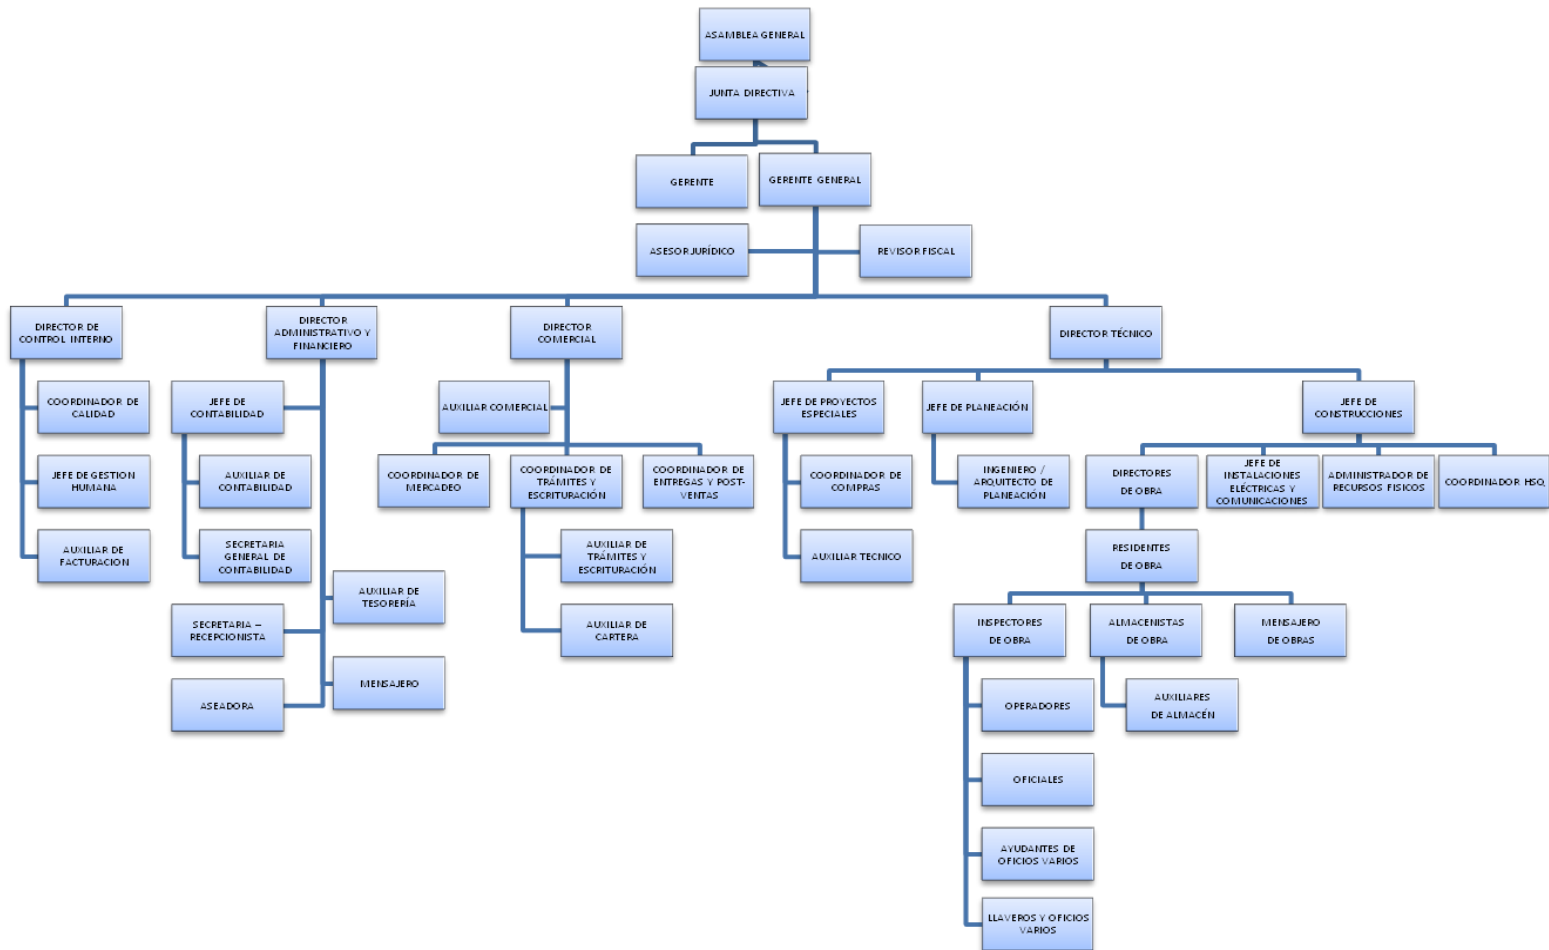 ASAMBLEA GENERAL
JUNTA DIRECTIVA
GERENTE
GERENTE GENERAL
ASESOR JURÍDICO
REVISOR FISCAL
DIRECTOR DE
CONTROL INTERNO
DIRECTOR
ADMINISTRATIVO Y
FINANCIERO
DIRECTOR
COMERCIAL
DIRECTOR TÉCNICO
COORDINADOR DE
CALIDAD
JEFE DE GESTION
HUMANA
AUXILIAR DE
FACTURACION
JEFE DE
CONTABILIDAD
AUXILIAR DE
CONTABILIDAD
SECRETARIA
GENERAL DE
CONTABILIDAD
SECRETARIA –
RECEPCIONISTA
ASEADORA
AUXILIAR DE
TESORERÍA
MENSAJERO
AUXILIAR COMERCIAL
COORDINADOR DE
MERCADEO
COORDINADOR DE
TRÁMITES Y
ESCRITURACIÓN
COORDINADOR DE
ENTREGAS Y POST-
VENTAS
AUXILIAR DE
TRÁMITES Y
ESCRITURACIÓN
AUXILIAR DE
CARTERA
JEFE DE PROYECTOS
ESPECIALES
COORDINADOR DE
COMPRAS
AUXILIAR TECNICO
JEFE DE PLANEACIÓN
INGENIERO /
ARQUITECTO DE
PLANEACIÓN
JEFE DE
CONSTRUCCIONES
DIRECTORES
DE OBRA
JEFE DE
INSTALACIONES
ELÉCTRICAS Y
COMUNICACIONES
ADMINISTRADOR DE
RECURSOS FISICOS
COORDINADOR HSQ
RESIDENTES
DE OBRA
INSPECTORES
DE OBRA
ALMACENISTAS
DE OBRA
MENSAJERO
DE OBRAS
OPERADORES
OFICIALES
AYUDANTES DE
OFICIOS VARIOS
LLAVEROS Y OFICIOS
VARIOS
AUXILIARES
DE ALMACÉN